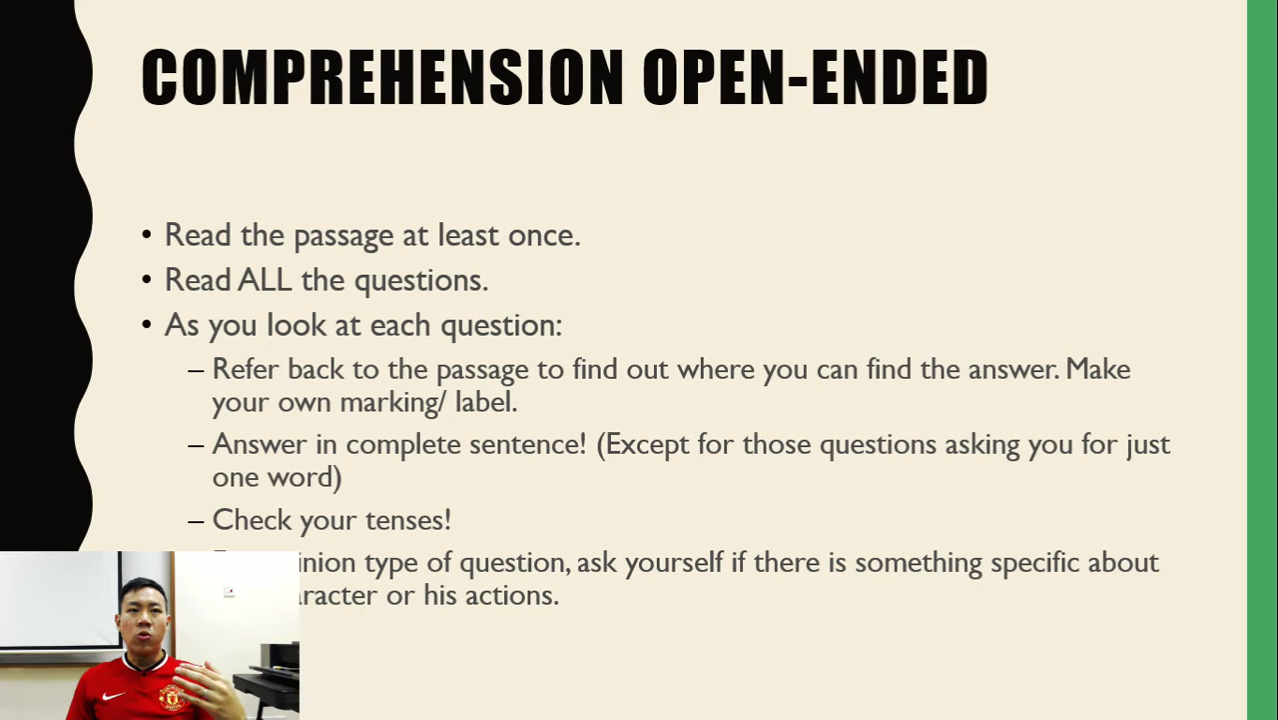 COMPREHENSION OPEN-ENDED
• Read the passage at least once.
• Read ALL the questions.
• As you look at each question:
– Refer back to the passage to find out where you can find the answer. Make
your own marking/ label.
– Answer in complete sentence! (Except for those questions asking you for just
one word)
– Check your tenses!
type of question, ask yourself if there is something specific about
or his actions.